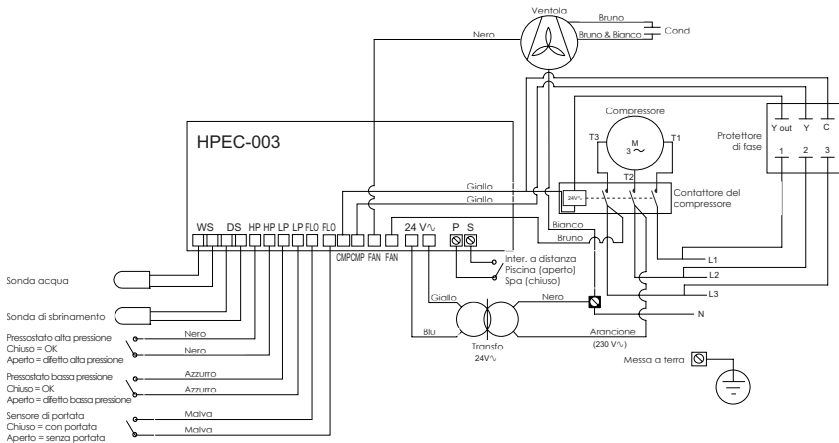 Ventola
Bruno
Nero
Bruno & Bianco
Cond
Compressore
T3
M
3
T1
T2
Protettore
di fase
Y out
Y
C
1
2
3
HPEC-003
Giallo
Giallo
24V
Contattore del
compressore
Bianco
Bruno
WS
DS
HP
HP
LP
LP
FLO
FLO
CMP
CMP
FAN
FAN
24 V
P
S
Inter. a distanza
Piscina (aperto)
Spa (chiuso)
L1
L2
L3
N
Sonda acqua
Sonda di sbrinamento
Giallo
Blu
Transfo
24V
Nero
Arancione
(230 V)
Messa a terra
Pressostato alta pressione
Chiuso = OK
Aperto = difetto alta pressione
Nero
Nero
Pressostato bassa pressione
Chiuso = OK
Aperto = difetto bassa pressione
Azzurro
Azzurro
Sensore di portata
Chiuso = con portata
Aperto = senza portata
Malva
Malva